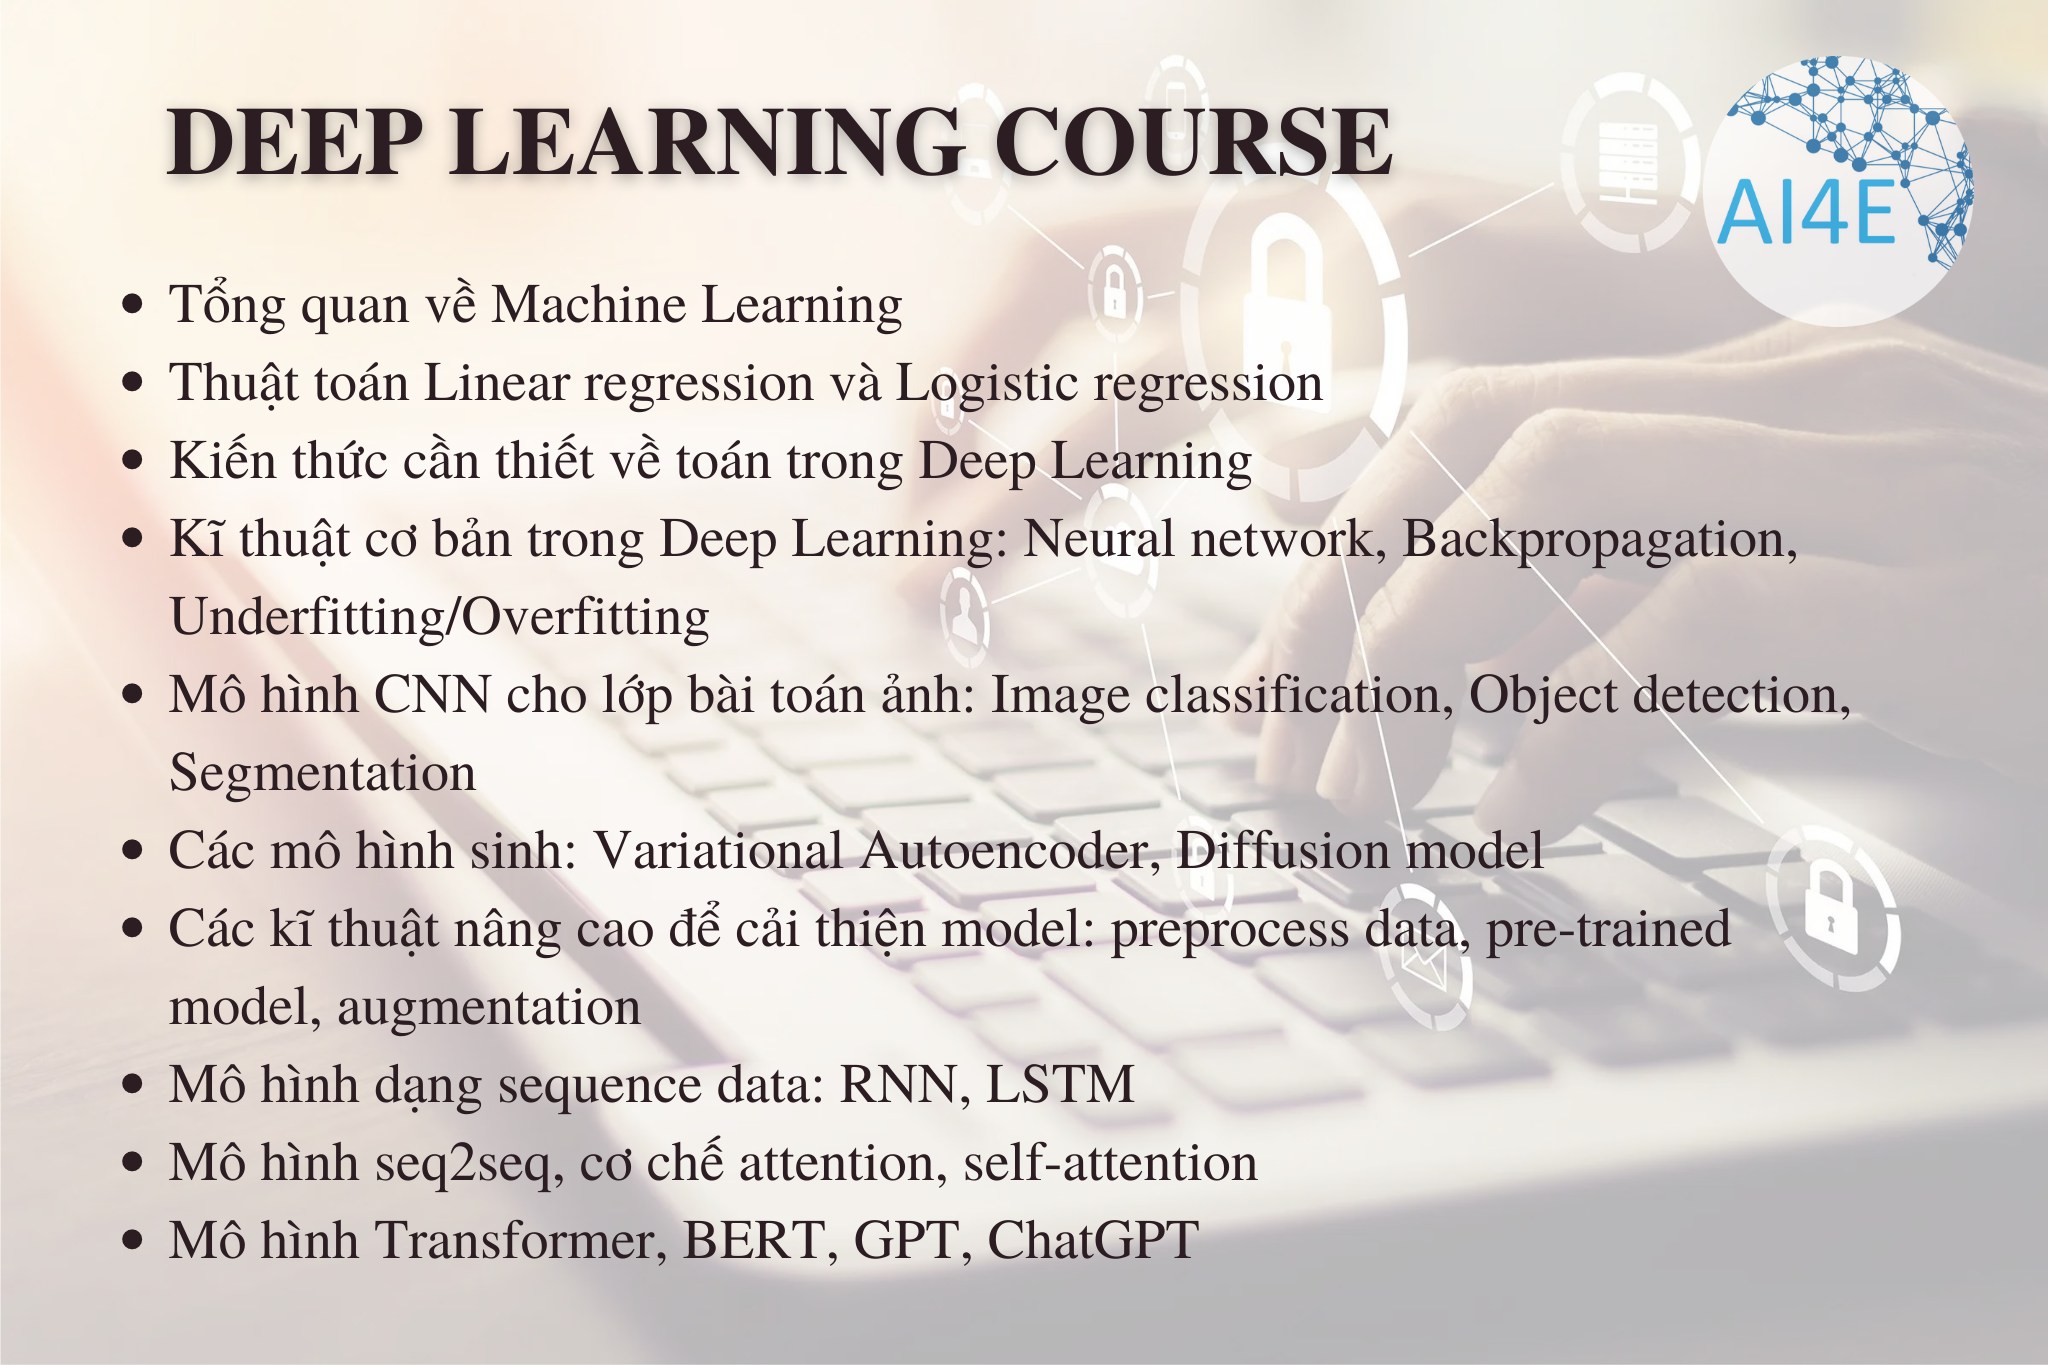 DEEP LEARNING COURSE
AI4E
• Tổng quan về Machine Learning
• Thuật toán Linear regression và Logistic regression
• Kiến thức cần thiết về toán trong Deep Learning
• Kĩ thuật cơ bản trong Deep Learning: Neural network, Backpropagation,
Underfitting/Overfitting
• Mô hình CNN cho lớp bài toán ảnh: Image classification, Object detection,
Segmentation
• Các mô hình sinh: Variational Autoencoder, Diffusion model
• Các kĩ thuật nâng cao để cải thiện model: preprocess data, pre-trained
model, augmentation
• Mô hình dạng sequence data: RNN, LSTM
• Mô hình seq2seq, cơ chế attention, self-attention
• Mô hình Transformer, BERT, GPT, ChatGPT